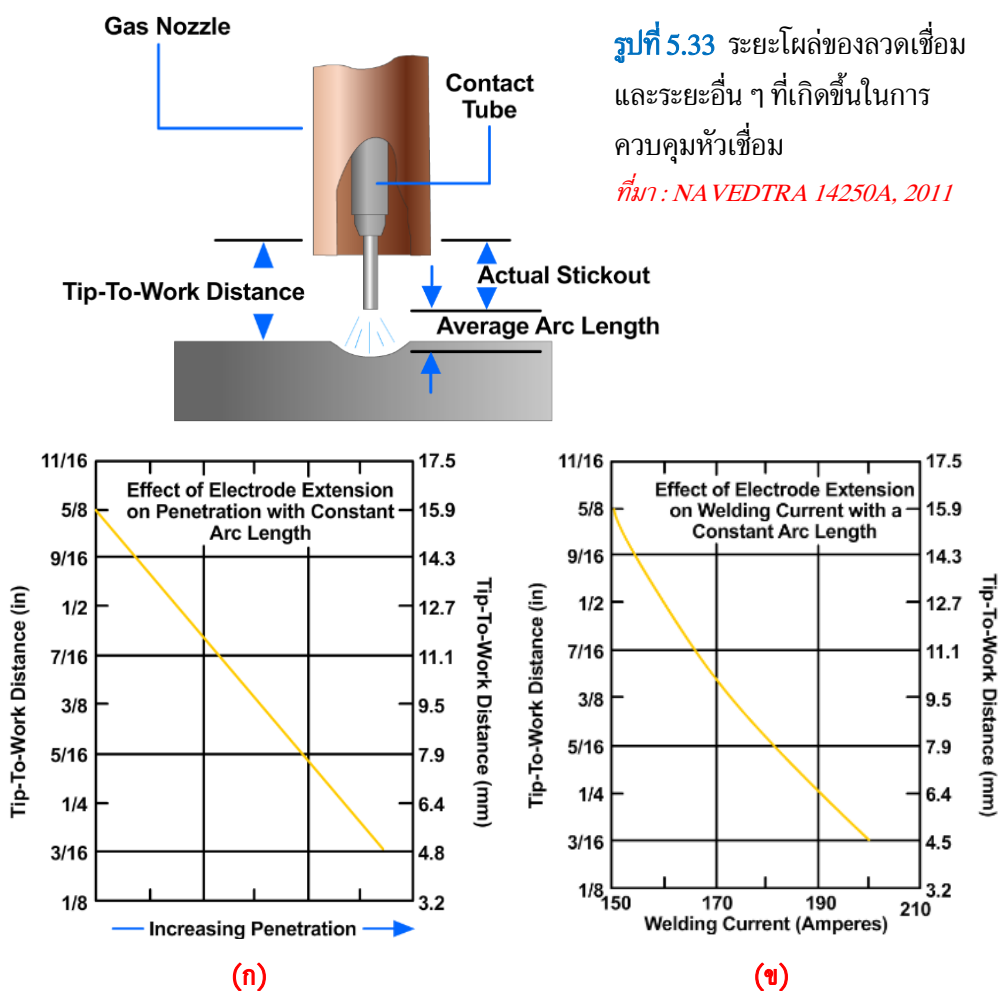 Gas Nozzle
Contact
Tube
รูปที่ 5.33 ระยะโผล่ของลวดเชื่อม
และระยะอื่น ๆ ที่เกิดขึ้นในการ
ควบคุมหัวเชื่อม
ที่มา : NAVEDTRA 14250A, 2011
Tip-To-Work Distance
Actual Stickout
Average Arc Length
Effect of Electrode Extension
on Penetration with Constant
Arc Length
Tip-To-Work Distance (in)
11/16
5/8
9/16
1/2
7/16
3/8
5/16
1/4
3/16
1/8
17.5
15.9
14.3
12.7
11.1
9.5
7.9
6.4
4.8
3.2
Tip-To-Work Distance (mm)
Increasing Penetration
(ก)
Effect of Electrode Extension
on Welding Current with a
Constant Arc Length
Tip-To-Work Distance (in)
11/16
5/8
9/16
1/2
7/16
3/8
5/16
1/4
3/16
1/8
17.5
15.9
14.3
12.7
11.1
9.5
7.9
6.4
4.5
3.2
Tip-To-Work Distance (mm)
150 170 190 210
Welding Current (Amperes)
(ข)